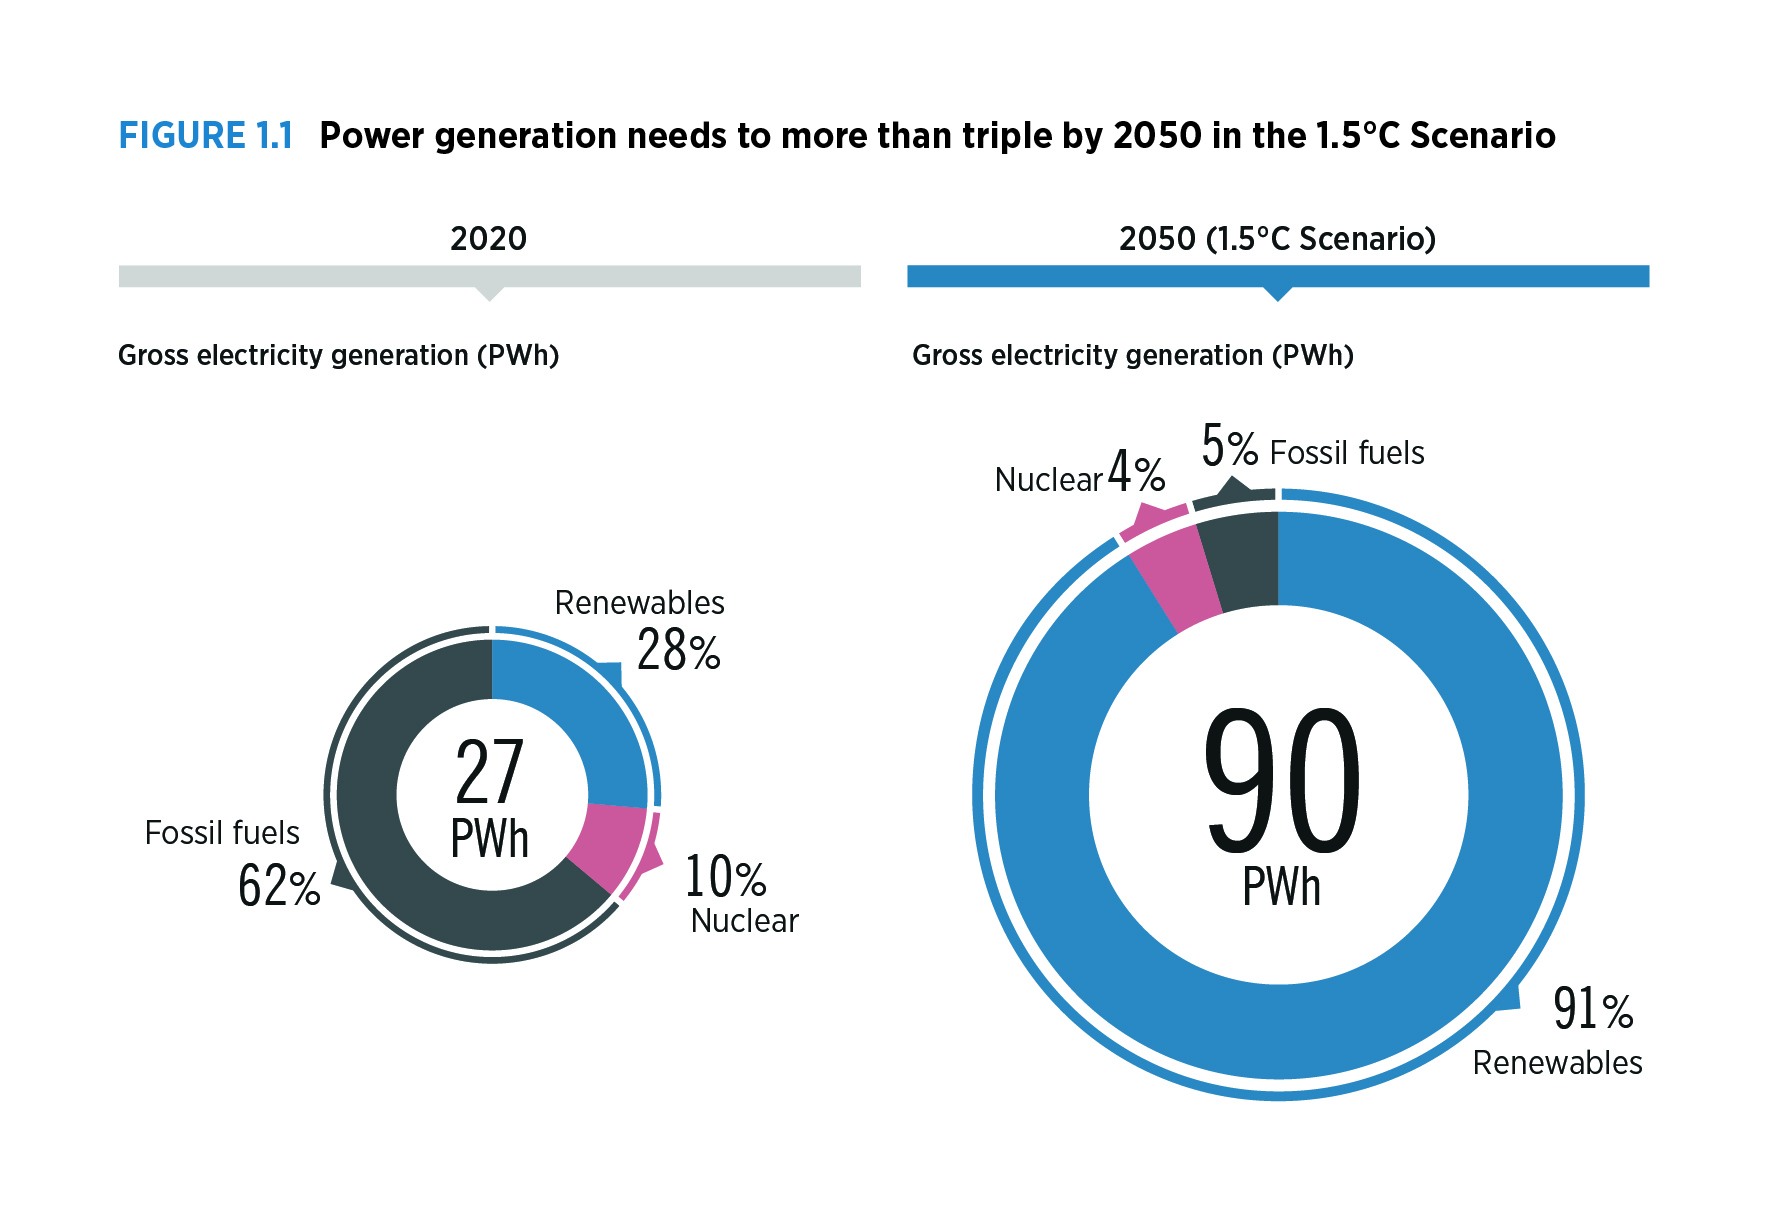 FIGURE 1.1 Power generation needs to more than triple by 2050 in the 1.5°C Scenario
2020
Gross electricity generation (PWh)
Renewables
28%
27
PWh
Fossil fuels
62%
10%
Nuclear
2050 (1.5°C Scenario)
Gross electricity generation (PWh)
Nuclear 4%
5% Fossil fuels
90
PWh
91%
Renewables